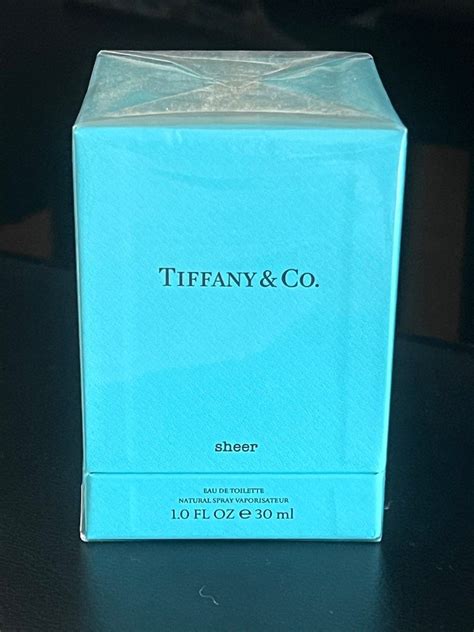 TIFFANY & CO.
sheer
EAU DE TOILETTE
NATURAL SPRAY VAPORISATEUR
1.0 FL OZ e 30 ml